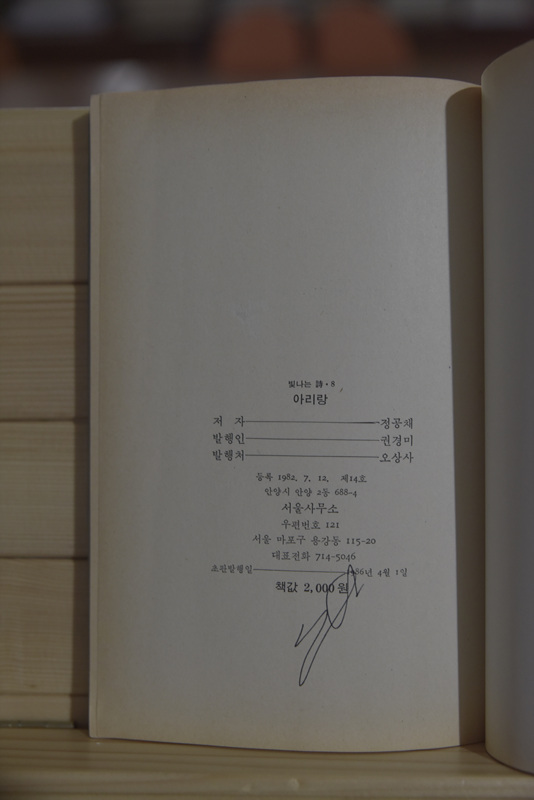 빛나는 詩·8
아리랑
저 자 정공채
발행인 권경미
발행처 오상사
등록 1982. 7. 12. 제14호
안양시 안양 2동 688-4
서울사무소
우편번호 121
서울 마포구 용강동 115-20
대표전화 714-5046
초판발행일 1986년 4월 1일
책값 2,000원